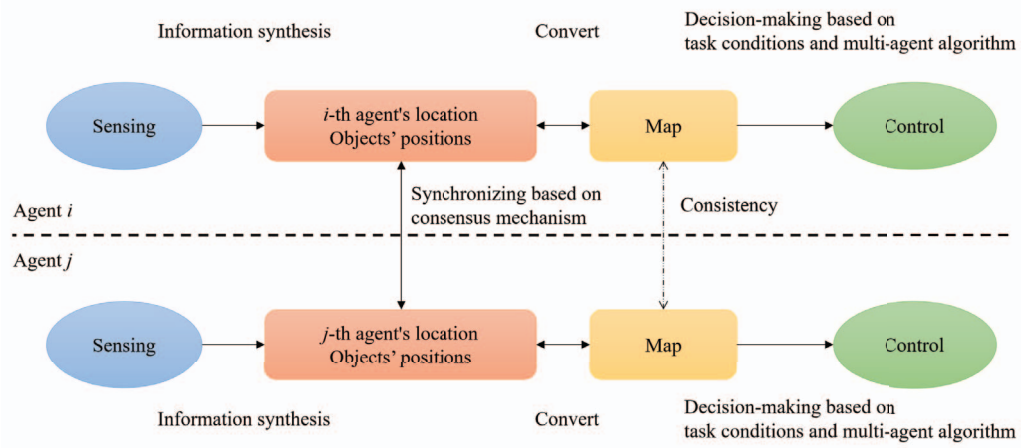 Information synthesis
Convert
Decision-making based on
task conditions and multi-agent algorithm
Sensing
i-th agent's location
Objects' positions
Map
Control
Synchronizing based on
consensus mechanism
Consistency
Agent i
Agent j
Sensing
j-th agent's location
Objects' positions
Map
Control
Information synthesis
Convert
Decision-making based on
task conditions and multi-agent algorithm